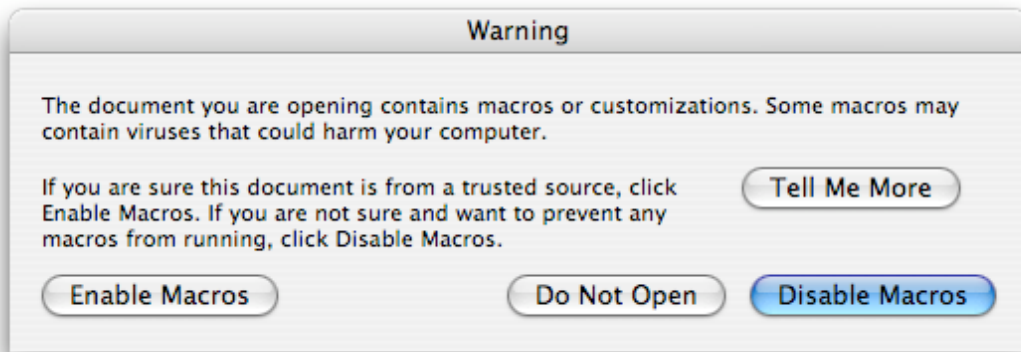 Warning
The document you are opening contains macros or customizations. Some macros may
contain viruses that could harm your computer.
If you are sure this document is from a trusted source, click
Enable Macros. If you are not sure and want to prevent any
macros from running, click Disable Macros.
Tell Me More
Enable Macros
Do Not Open
Disable Macros